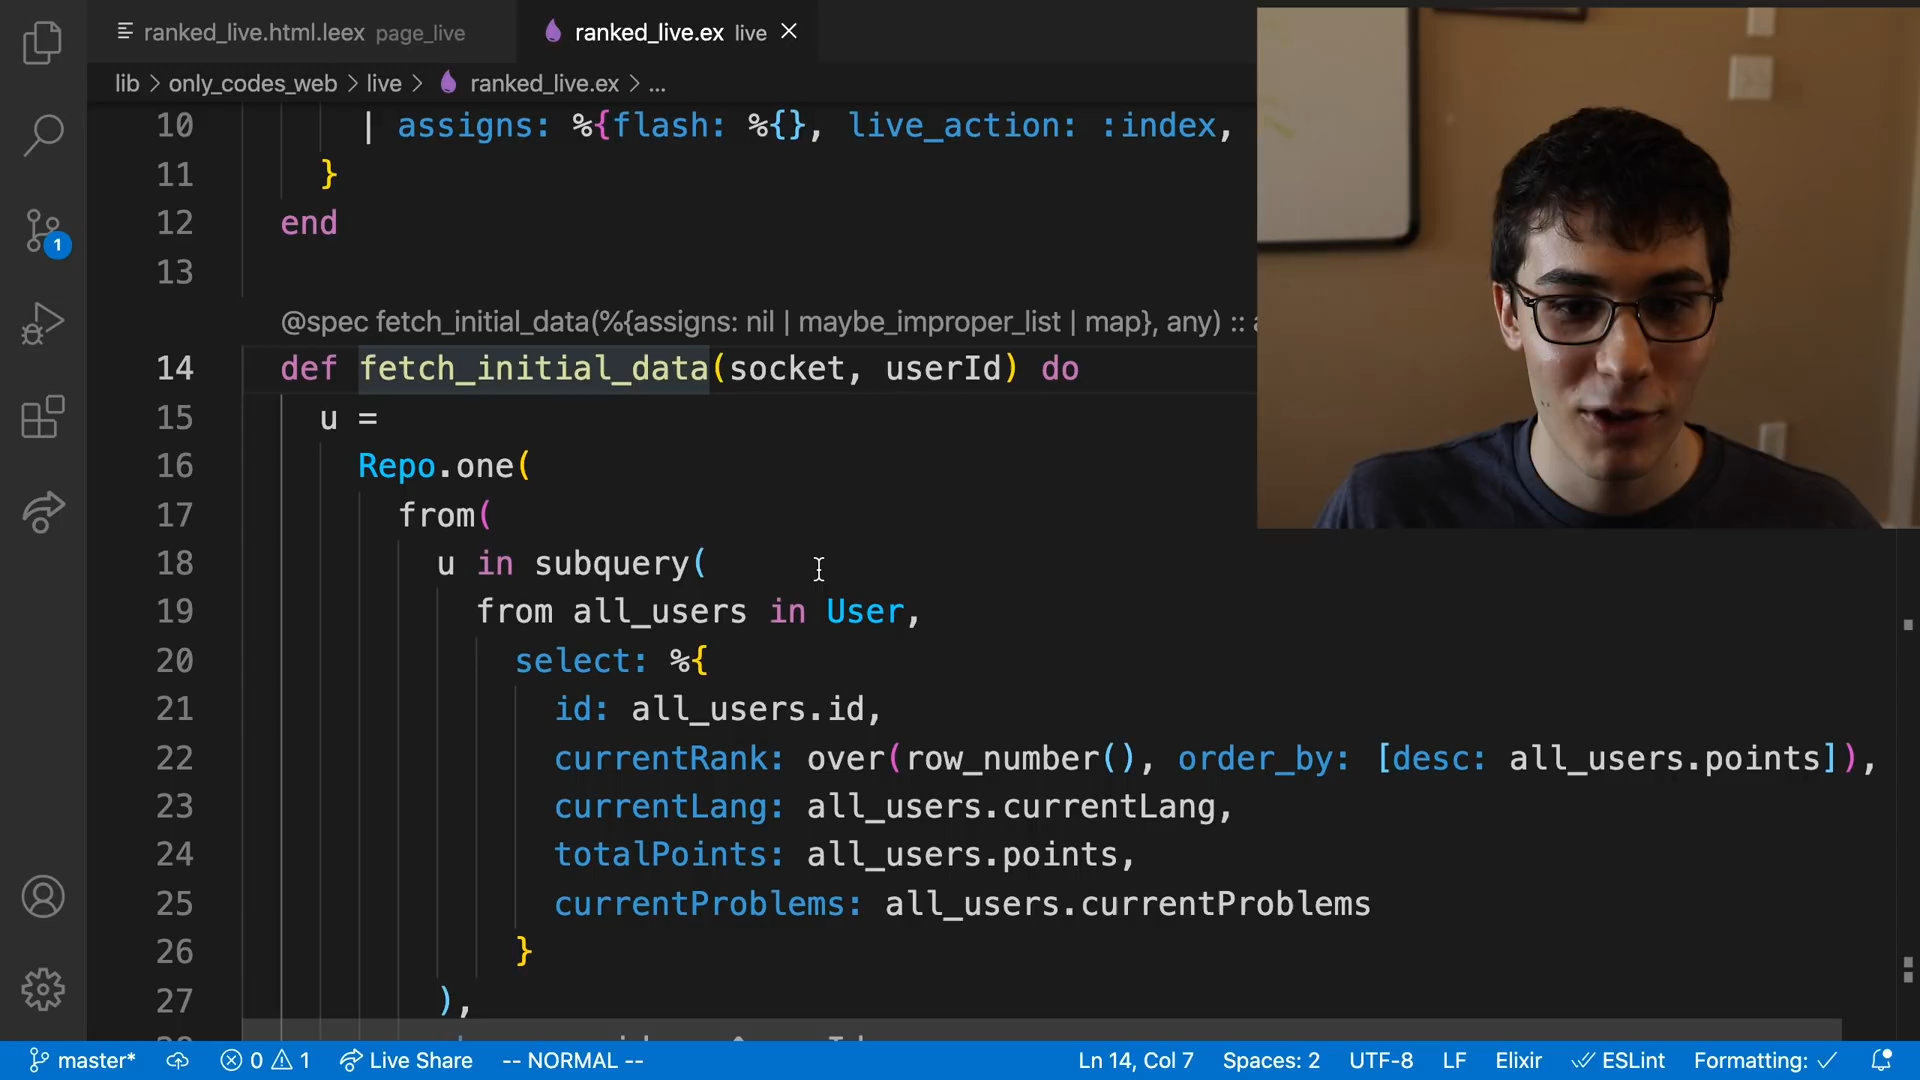 ranked_live.html.leex page_live
ranked_live.ex live
lib > only_codes_web > live > ranked_live.ex > ...
10 | assigns: %{flash: %{}, live_action: :index,
11 }
12 end
13
@spec fetch_initial_data(%{assigns: nil | maybe_improper_list | map}, any) ::
14 def fetch_initial_data(socket, userId) do
15 u =
16 Repo.one(
17 from(
18 u in subquery(
19 from all_users in User,
20 select: %{
21 id: all_users.id,
22 currentRank: over(row_number(), order_by: [desc: all_users.points]),
23 currentLang: all_users.currentLang,
24 totalPoints: all_users.points,
25 currentProblems: all_users.currentProblems
26 }
27 ),
1
master* 0 1 Live Share -- NORMAL -- Ln 14, Col 7 Spaces: 2 UTF-8 LF Elixir ESLint Formatting: ✓